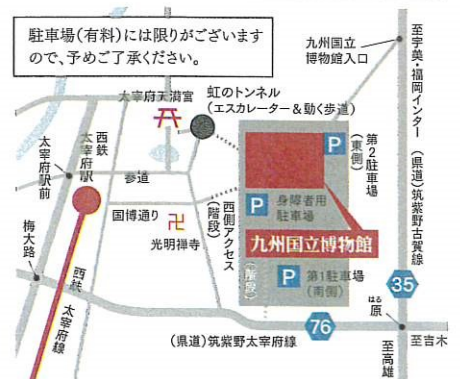 駐車場(有料)には限りがございます
ので、予めご了承ください。
九州国立
博物館入口
至宇美・福岡インター
(県道)筑紫野古賀線
太宰府天満宮
虹のトンネル
(エスカレーター&動く歩道)
西鉄
太宰府駅
太宰府駅前
参道
国博通り
光明禅寺
西側アクセス
(階段)
P
第2駐車場
(東側)
P
身障者用
駐車場
九州国立博物館
P
第1駐車場
(南側)
(階段)
梅大路
西鉄
太宰府線
35
はる
原
76
(県道)筑紫野太宰府線
至吉木
至高雄